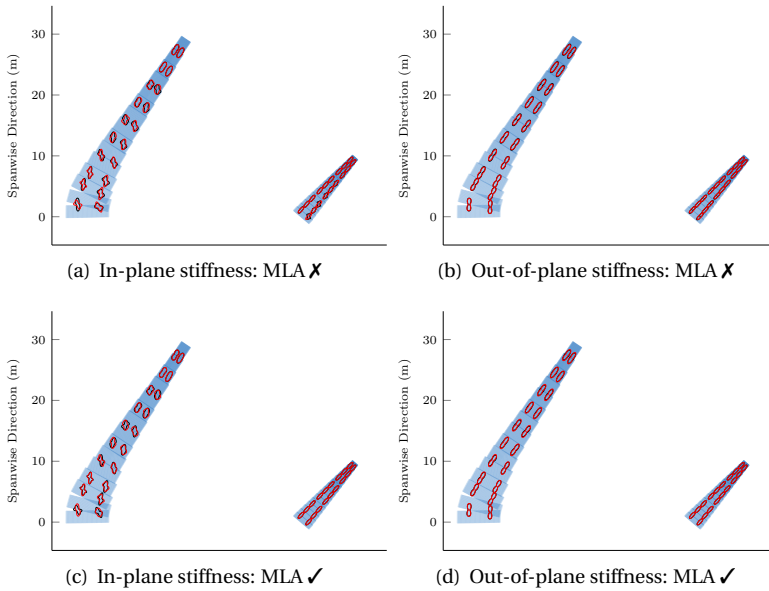 30
20
10
0
Spanwise Direction (m)
(a) In-plane stiffness: MLA ✗
30
20
10
0
Spanwise Direction (m)
(b) Out-of-plane stiffness: MLA ✗
30
20
10
0
Spanwise Direction (m)
(c) In-plane stiffness: MLA ✓
30
20
10
0
Spanwise Direction (m)
(d) Out-of-plane stiffness: MLA ✓